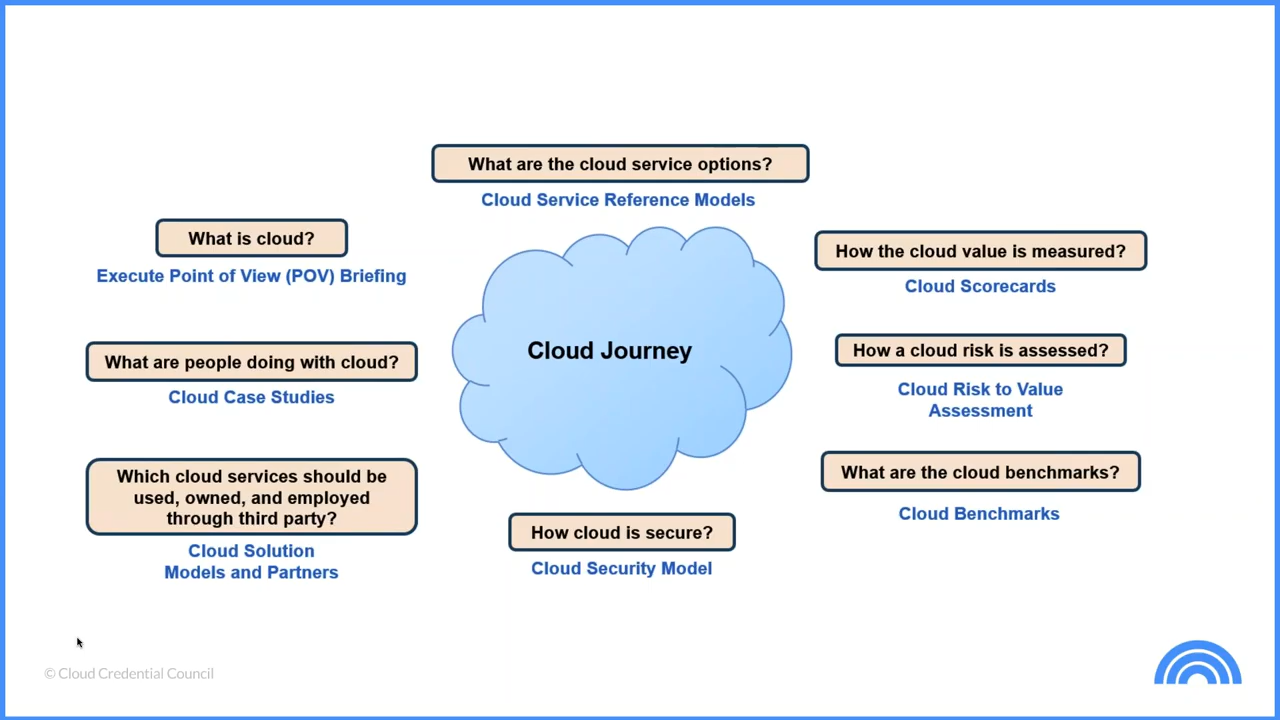 What are the cloud service options?
Cloud Service Reference Models
What is cloud?
Execute Point of View (POV) Briefing
What are people doing with cloud?
Cloud Case Studies
Which cloud services should be
used, owned, and employed
through third party?
Cloud Solution
Models and Partners
Cloud Journey
How cloud is secure?
Cloud Security Model
How the cloud value is measured?
Cloud Scorecards
How a cloud risk is assessed?
Cloud Risk to Value
Assessment
What are the cloud benchmarks?
Cloud Benchmarks
© Cloud Credential Council